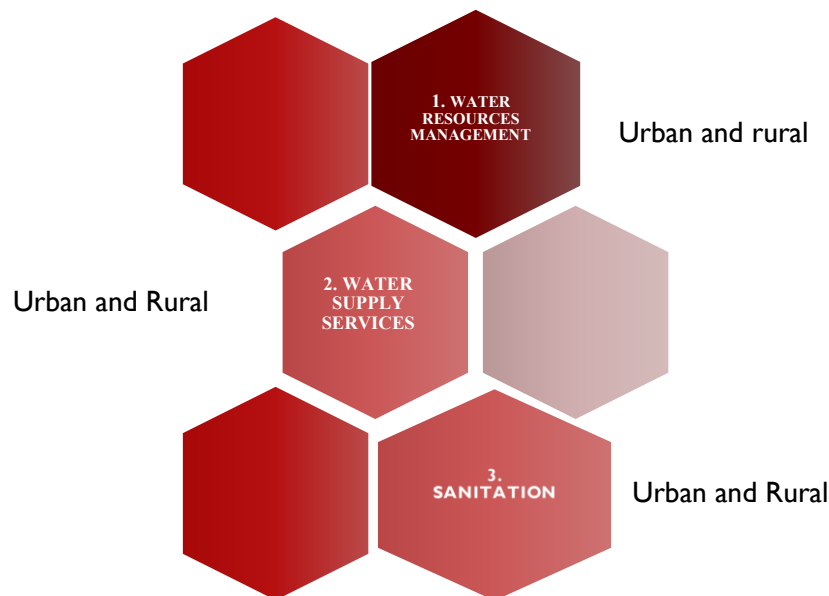 1. WATER
RESOURCES
MANAGEMENT
Urban and rural
2. WATER
SUPPLY
SERVICES
Urban and Rural
3.
SANITATION
Urban and Rural